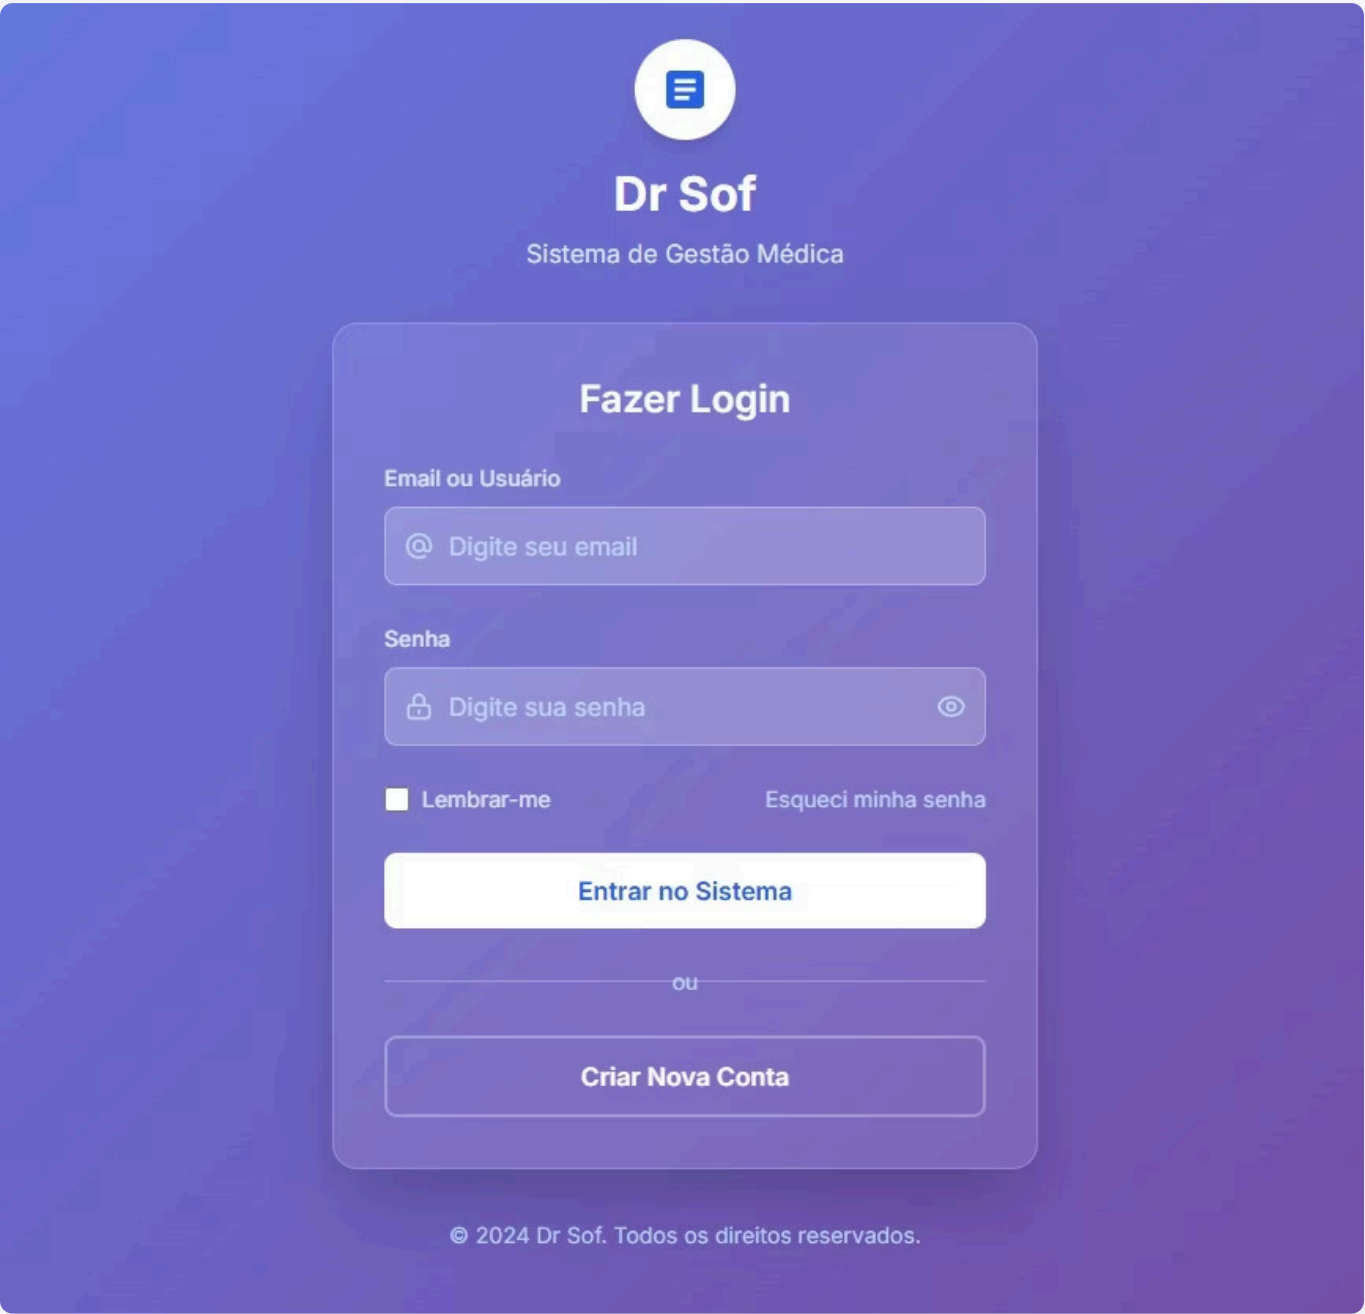 Dr Sof
Sistema de Gestão Médica
Fazer Login
Email ou Usuário
Digite seu email
Senha
Digite sua senha
Lembrar-me
Esqueci minha senha
Entrar no Sistema
ou
Criar Nova Conta
© 2024 Dr Sof. Todos os direitos reservados.